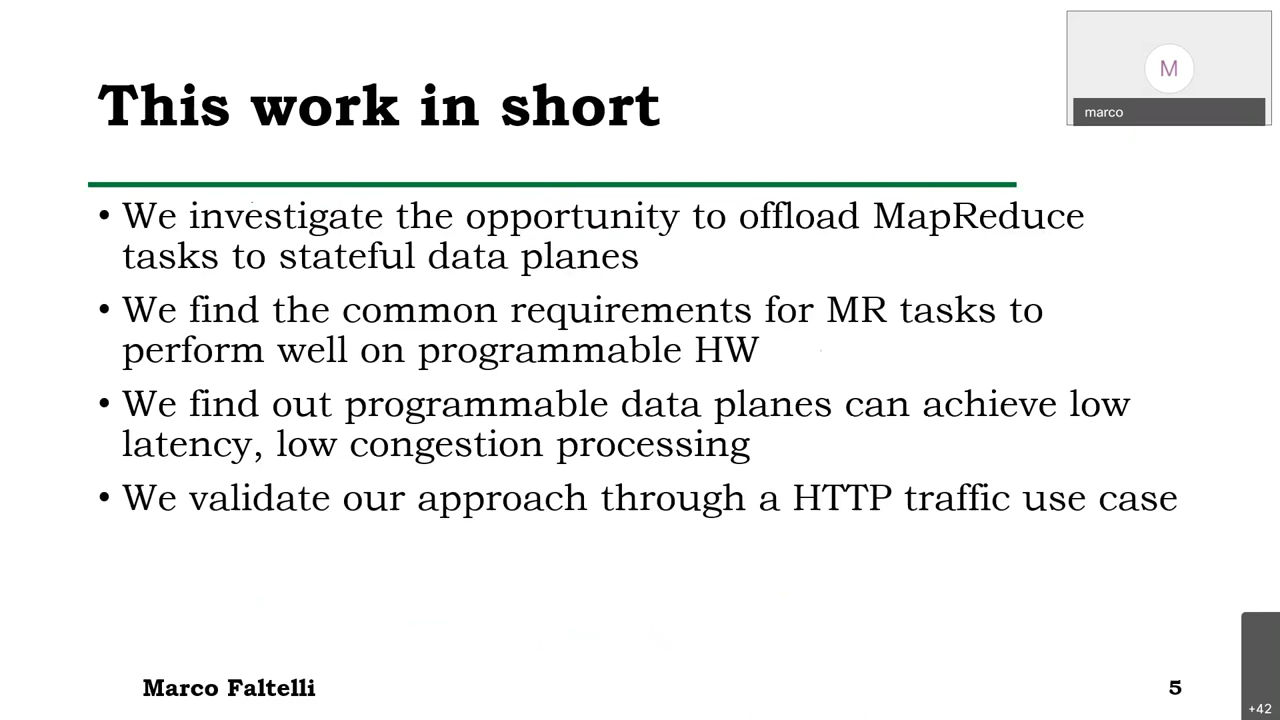 This work in short
M
marco
• We investigate the opportunity to offload MapReduce
tasks to stateful data planes
• We find the common requirements for MR tasks to
perform well on programmable HW
• We find out programmable data planes can achieve low
latency, low congestion processing
• We validate our approach through a HTTP traffic use case
Marco Faltelli
5
+42